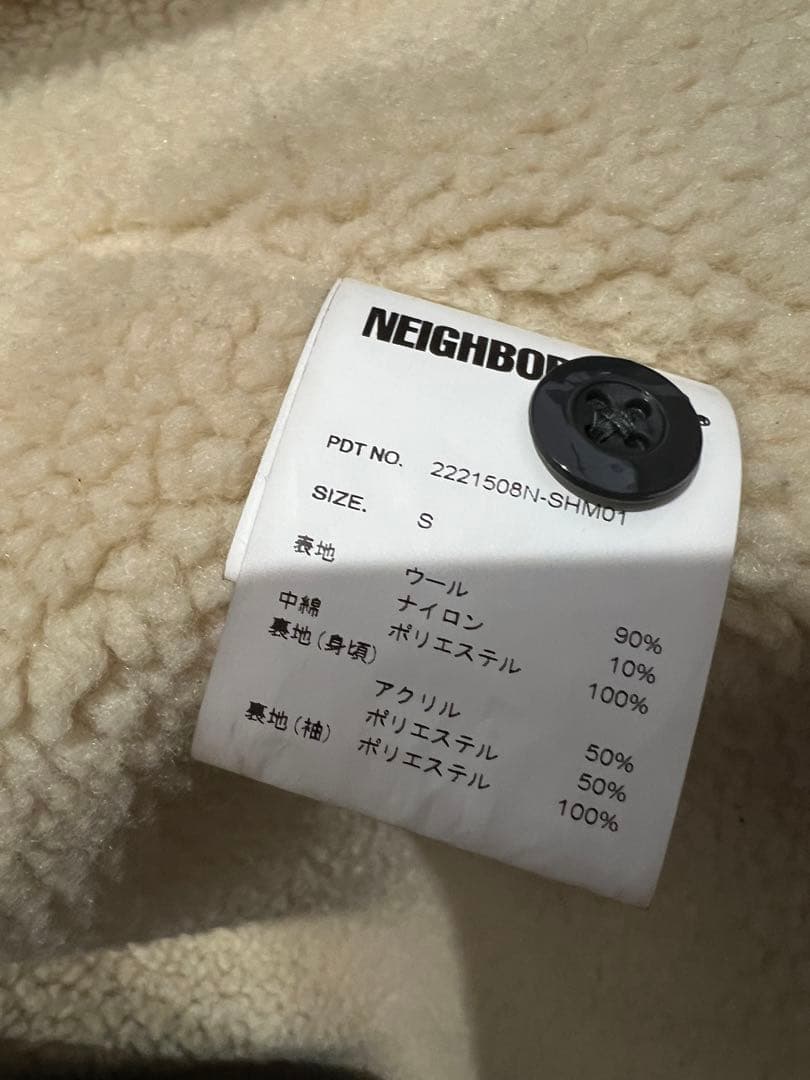 NEIGHBOR
PDT NO. 2221508N-SHM01
SIZE. S
表地 ウール 90%
ナイロン 10%
中綿 ポリエステル 100%
裏地(身頃)
アクリル 50%
ポリエステル 50%
裏地(袖) ポリエステル 100%